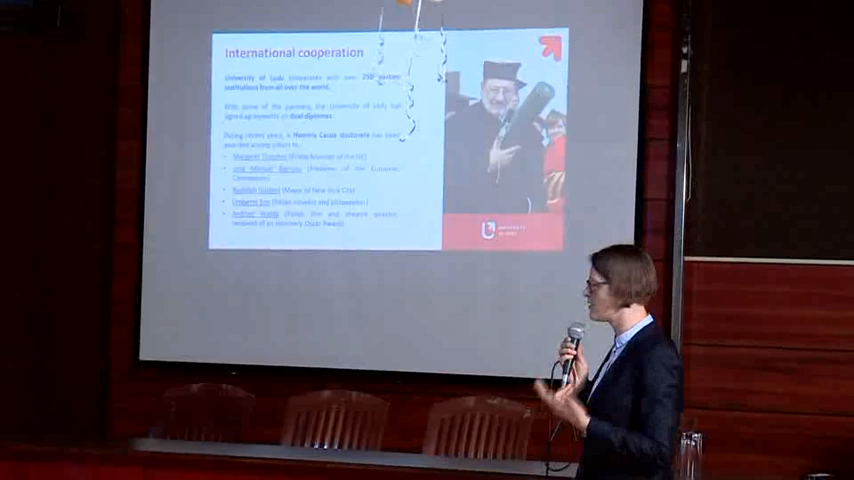 International cooperation
University of Lodz cooperates with over 250 partner
institutions from all over the world.
With some of the partners, the University of Lodz has
signed agreements on dual diplomas.
During recent years, a Honoris Causa doctorate has been
awarded among others to:
• Margaret Thatcher (Prime Minister of the UK)
• Jose Manuel Barroso (President of the European
Commission)
• Rudolph Giuliani (Mayor of New York City)
• Umberto Eco (Italian novelist and philosopher)
• Andrzej Wajda (Polish film and theatre director,
recipient of an honorary Oscar Award)
UNIVERSITY
OF LODZ